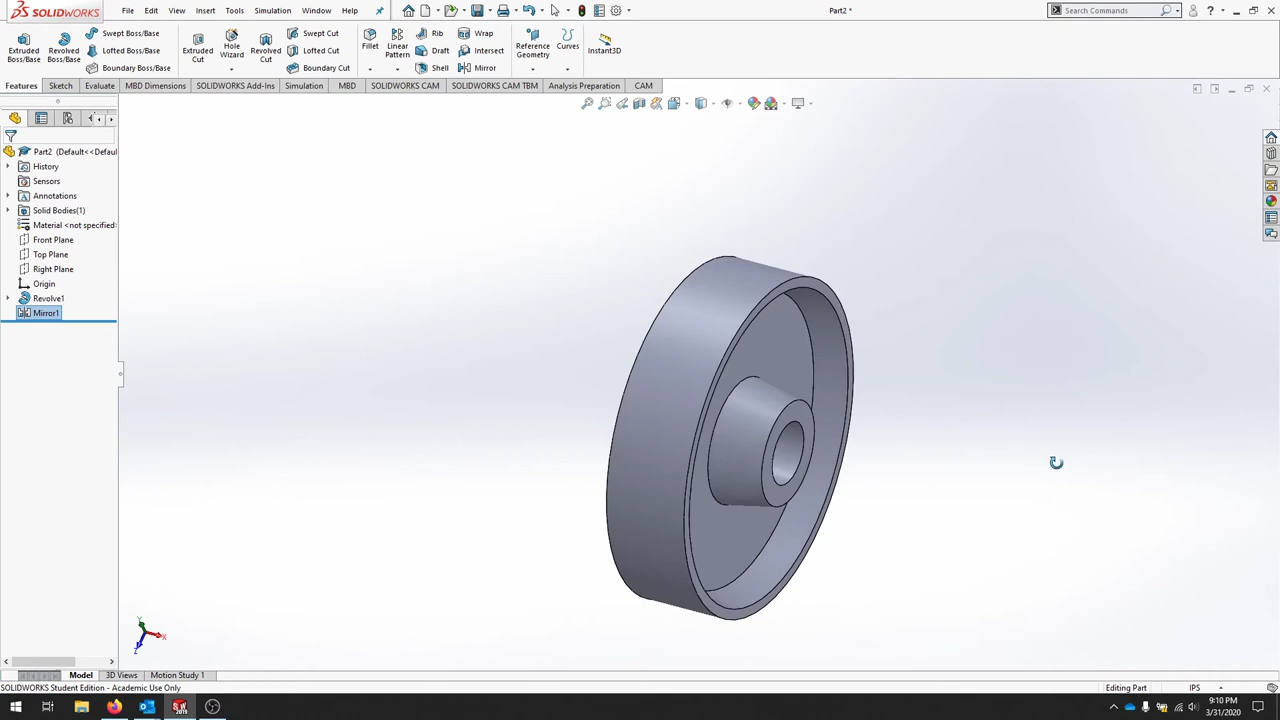 SOLIDWORKS
File Edit View Insert Tools Simulation Window Help
Part2 *
Search Commands
Extruded Boss/Base
Revolved Boss/Base
Swept Boss/Base
Lofted Boss/Base
Boundary Boss/Base
Extruded Cut
Hole Wizard
Revolved Cut
Swept Cut
Lofted Cut
Boundary Cut
Fillet
Linear Pattern
Rib
Draft
Shell
Wrap
Intersect
Mirror
Reference Geometry
Curves
Instant3D
Features Sketch Evaluate MBD Dimensions SOLIDWORKS Add-Ins Simulation MBD SOLIDWORKS CAM SOLIDWORKS CAM TBM Analysis Preparation CAM
Part2 (Default<<Defaul
History
Sensors
Annotations
Solid Bodies(1)
Material <not specified>
Front Plane
Top Plane
Right Plane
Origin
Revolve1
Mirror1
Y
X
Z
Model 3D Views Motion Study 1
SOLIDWORKS Student Edition - Academic Use Only
Editing Part
IPS
9:10 PM
3/31/2020